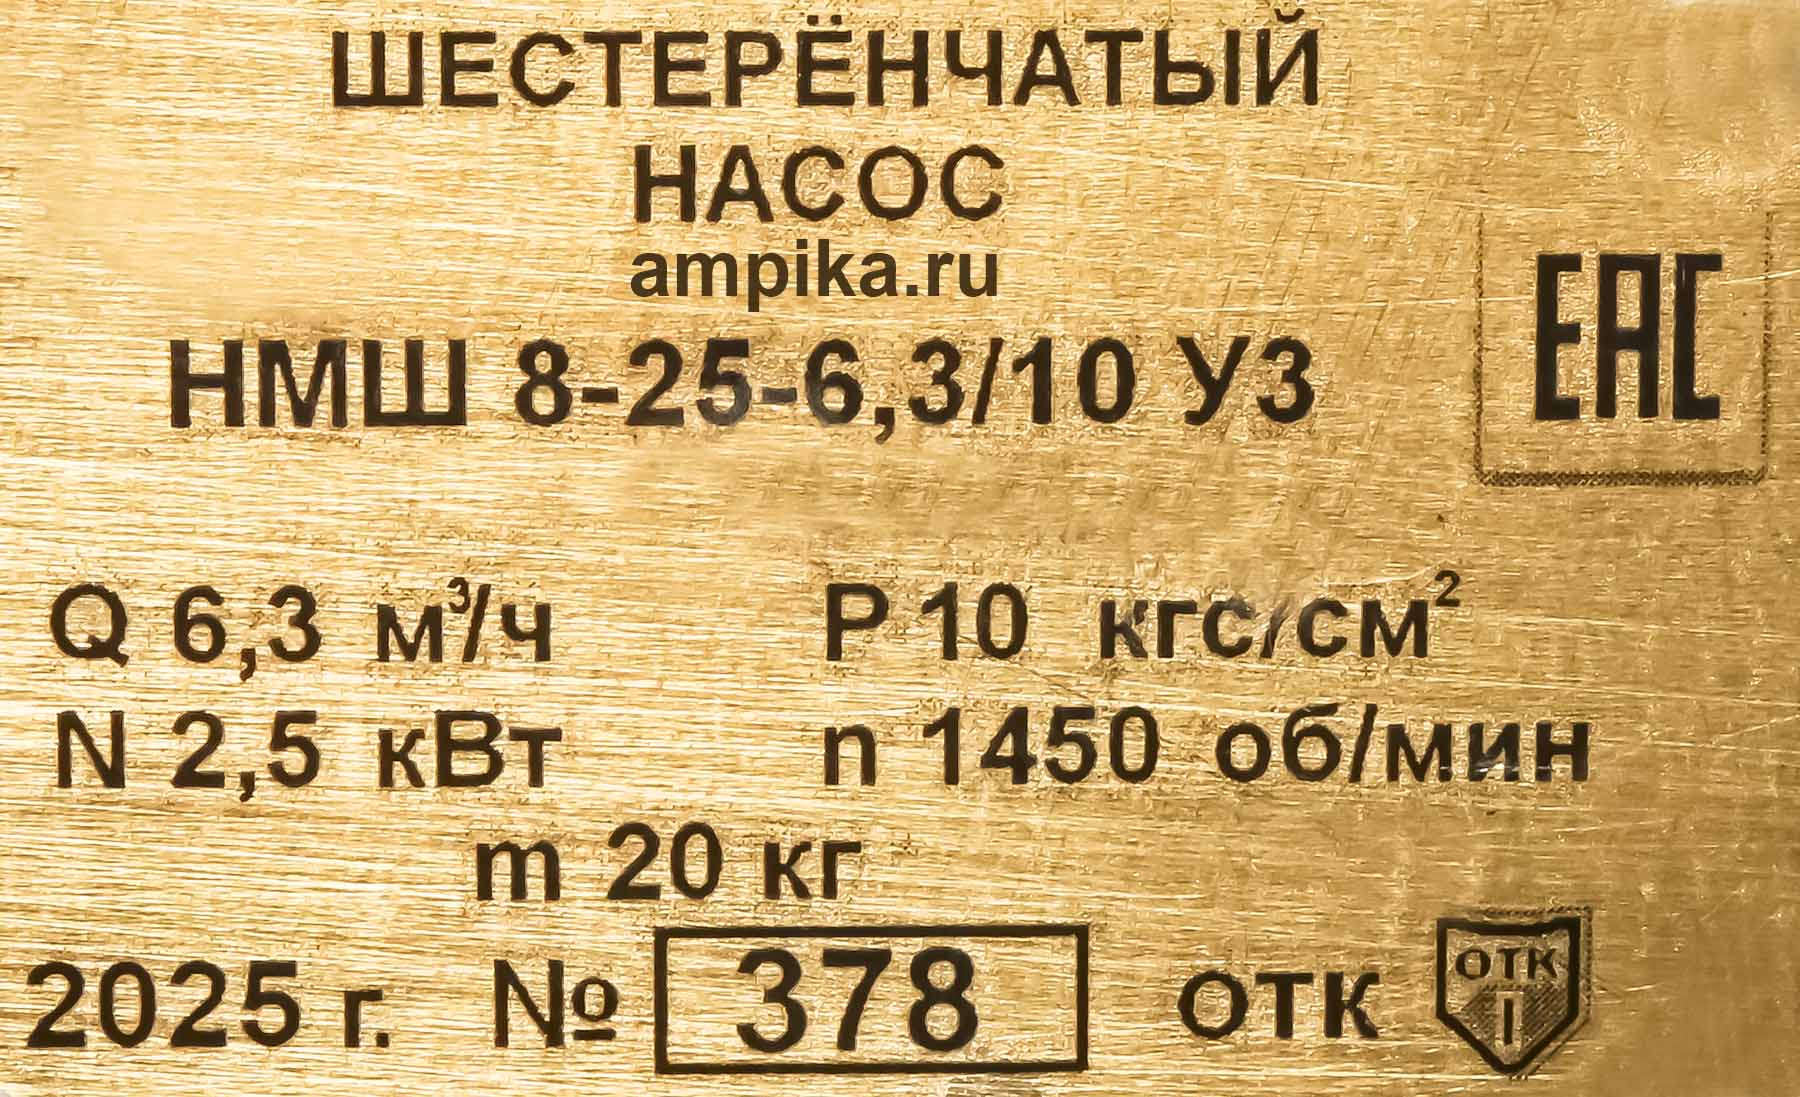 ШЕСТЕРЁНЧАТЫЙ
НАСОС
ampika.ru
НМШ 8-25-6,3/10 У3
EAC
Q 6,3 м³/ч P 10 кгс/см²
N 2,5 кВт n 1450 об/мин
m 20 кг
2025 г. № 378 ОТК ОТК I